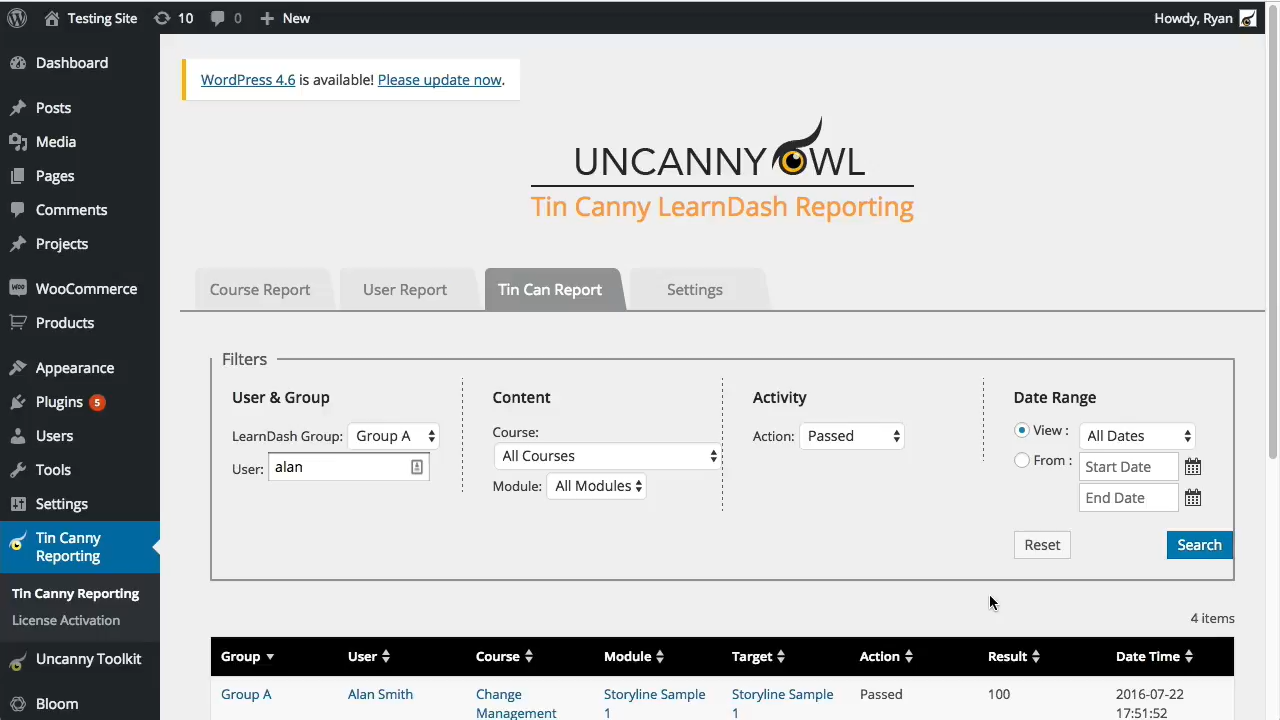 Testing Site 10 0 New Howdy, Ryan
Dashboard
Posts
Media
Pages
Comments
Projects
WooCommerce
Products
Appearance
Plugins 5
Users
Tools
Settings
Tin Canny
Reporting
Tin Canny Reporting
License Activation
Uncanny Toolkit
Bloom
WordPress 4.6 is available! Please update now.
UNCANNY OWL
Tin Canny LearnDash Reporting
Course Report User Report Tin Can Report Settings
Filters
User & Group
LearnDash Group: Group A
User: alan
Content
Course:
All Courses
Module: All Modules
Activity
Action: Passed
Date Range
View : All Dates
From : Start Date
End Date
Reset Search
4 items
Group User Course Module Target Action Result Date Time
Group A Alan Smith Change Storyline Sample Storyline Sample Passed 100 2016-07-22
Management 1 1 17:51:52